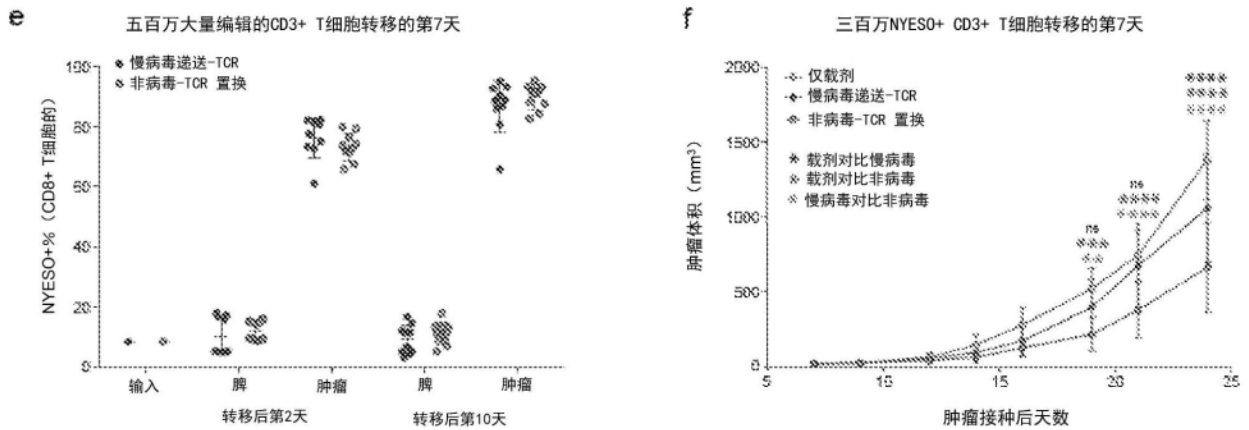 e
五百万大量编辑的CD3+ T细胞转移的第7天
慢病毒递送-TCR
非病毒-TCR 置换
NYESO+%（CD8+ T细胞的）
100
80
60
40
20
0
输入
脾
肿瘤
脾
肿瘤
转移后第2天
转移后第10天
f
三百万NYESO+ CD3+ T细胞转移的第7天
仅载剂
慢病毒递送-TCR
非病毒-TCR 置换
载剂对比慢病毒
载剂对比非病毒
慢病毒对比非病毒
肿瘤体积（mm³）
2000
1500
1000
500
0
ns
ns
5
10
15
20
25
肿瘤接种后天数